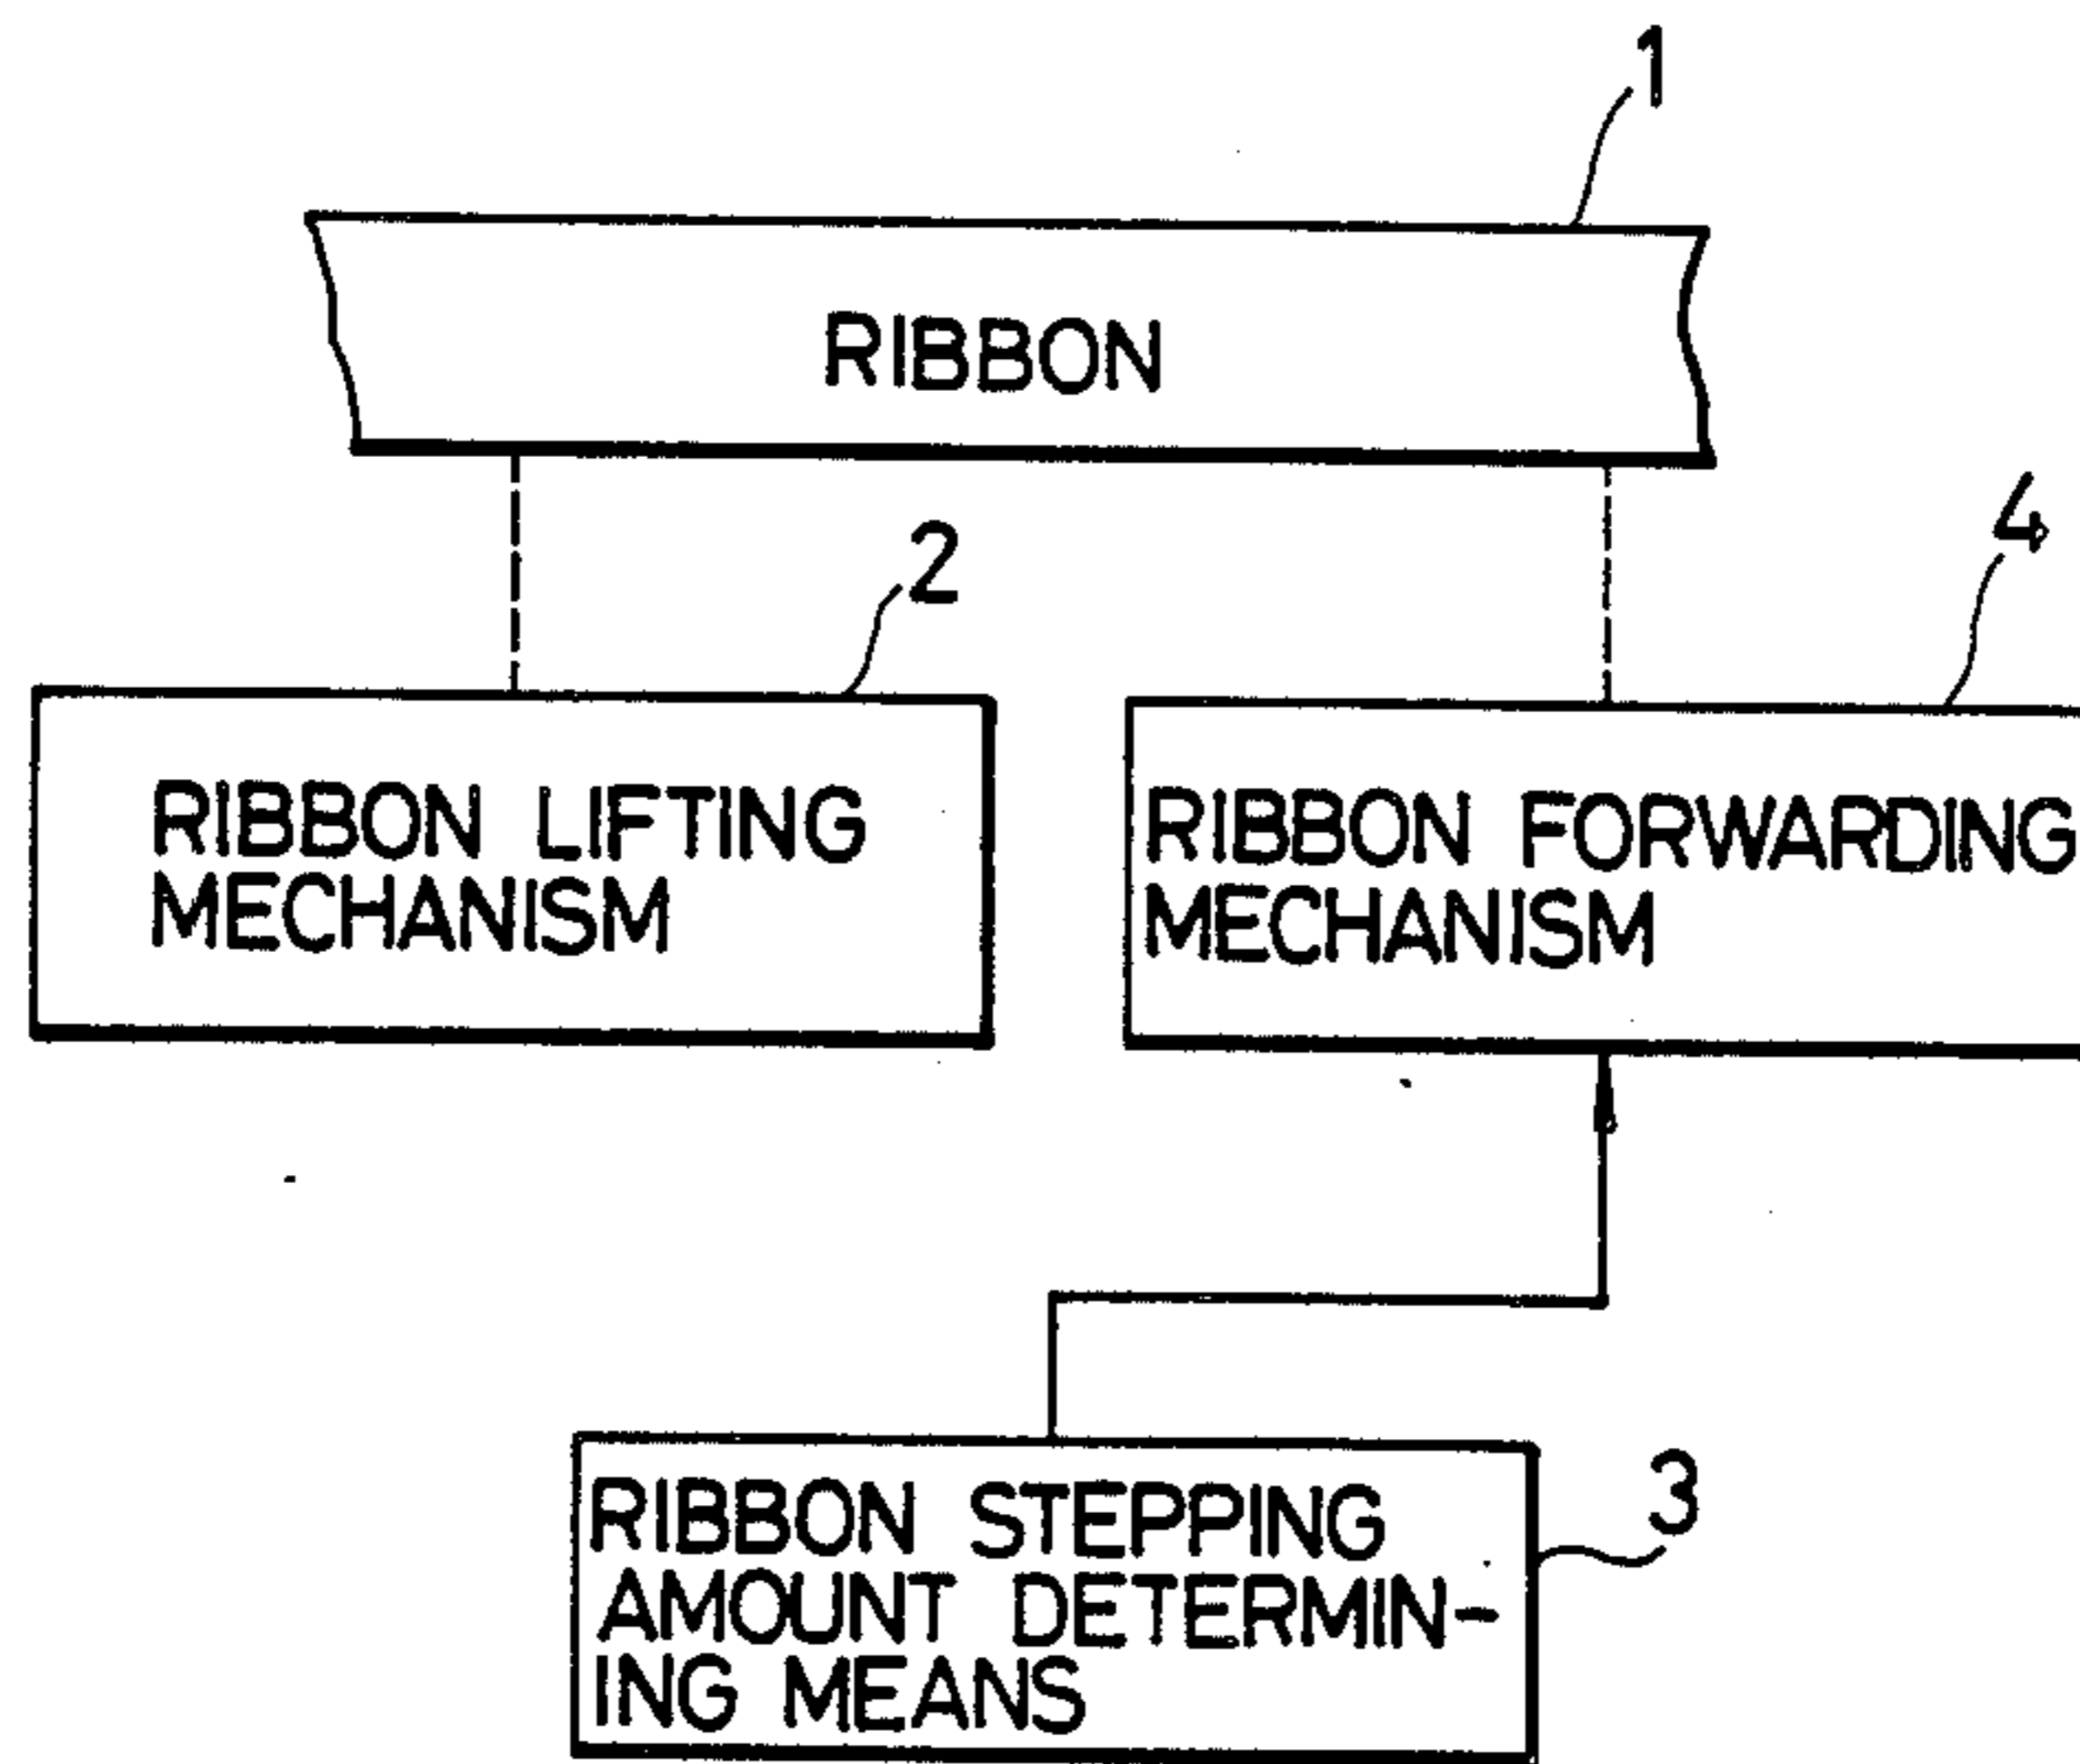 1
RIBBON
2
4
RIBBON LIFTING
MECHANISM
RIBBON FORWARDING
MECHANISM
RIBBON STEPPING
AMOUNT DETERMIN-
ING MEANS
3